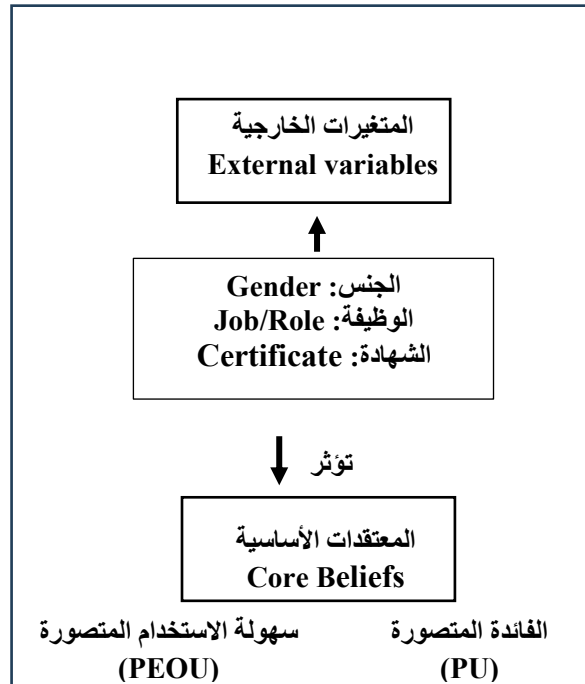 المتغيرات الخارجية
External variables
الجنس: Gender
الوظيفة: Job/Role
الشهادة: Certificate
تؤثر
المعتقدات الأساسية
Core Beliefs
الفائدة المتصورة
(PU)
سهولة الاستخدام المتصورة
(PEOU)